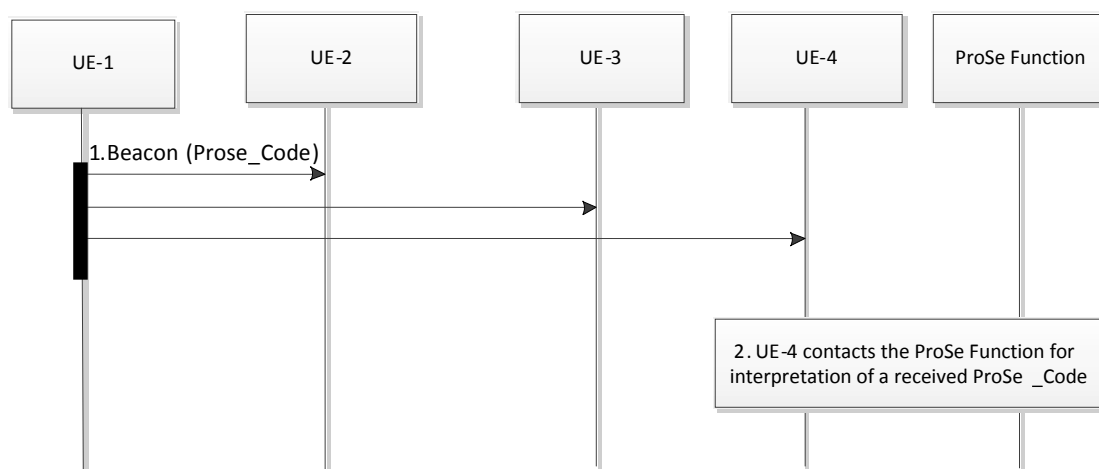 UE-1
UE-2
UE-3
UE-4
ProSe Function
1.Beacon (Prose_Code)
2. UE-4 contacts the ProSe Function for
interpretation of a received ProSe _Code